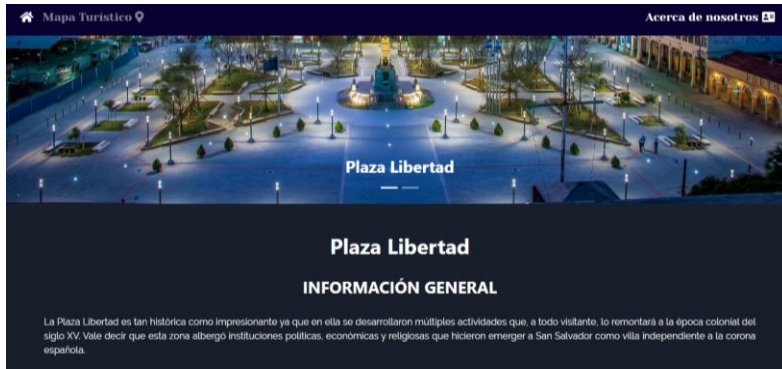 Mapa Turístico
Acerca de nosotros
Plaza Libertad
Plaza Libertad
INFORMACIÓN GENERAL
La Plaza Libertad es tan histórica como impresionante ya que en ella se desarrollaron múltiples actividades que, a todo visitante, lo remontará a la época colonial del
siglo XV. Vale decir que esta zona albergó instituciones políticas, económicas y religiosas que hicieron emerger a San Salvador como villa independiente a la corona
española.